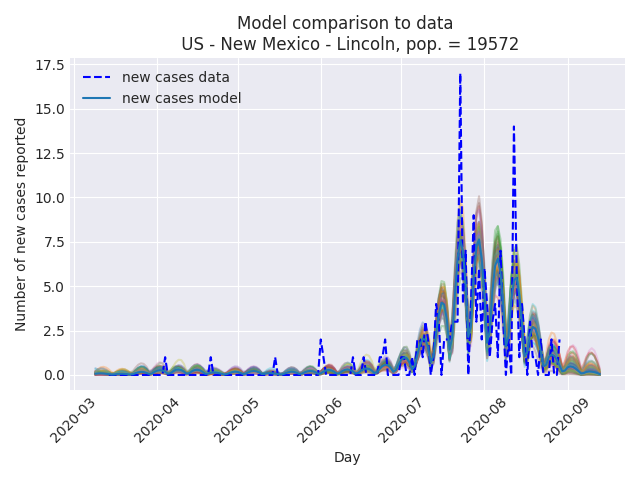 Model comparison to data
US - New Mexico - Lincoln, pop. = 19572
new cases data
new cases model
Number of new cases reported
17.5
15.0
12.5
10.0
7.5
5.0
2.5
0.0
2020-03
2020-04
2020-05
2020-06
2020-07
2020-08
2020-09
Day